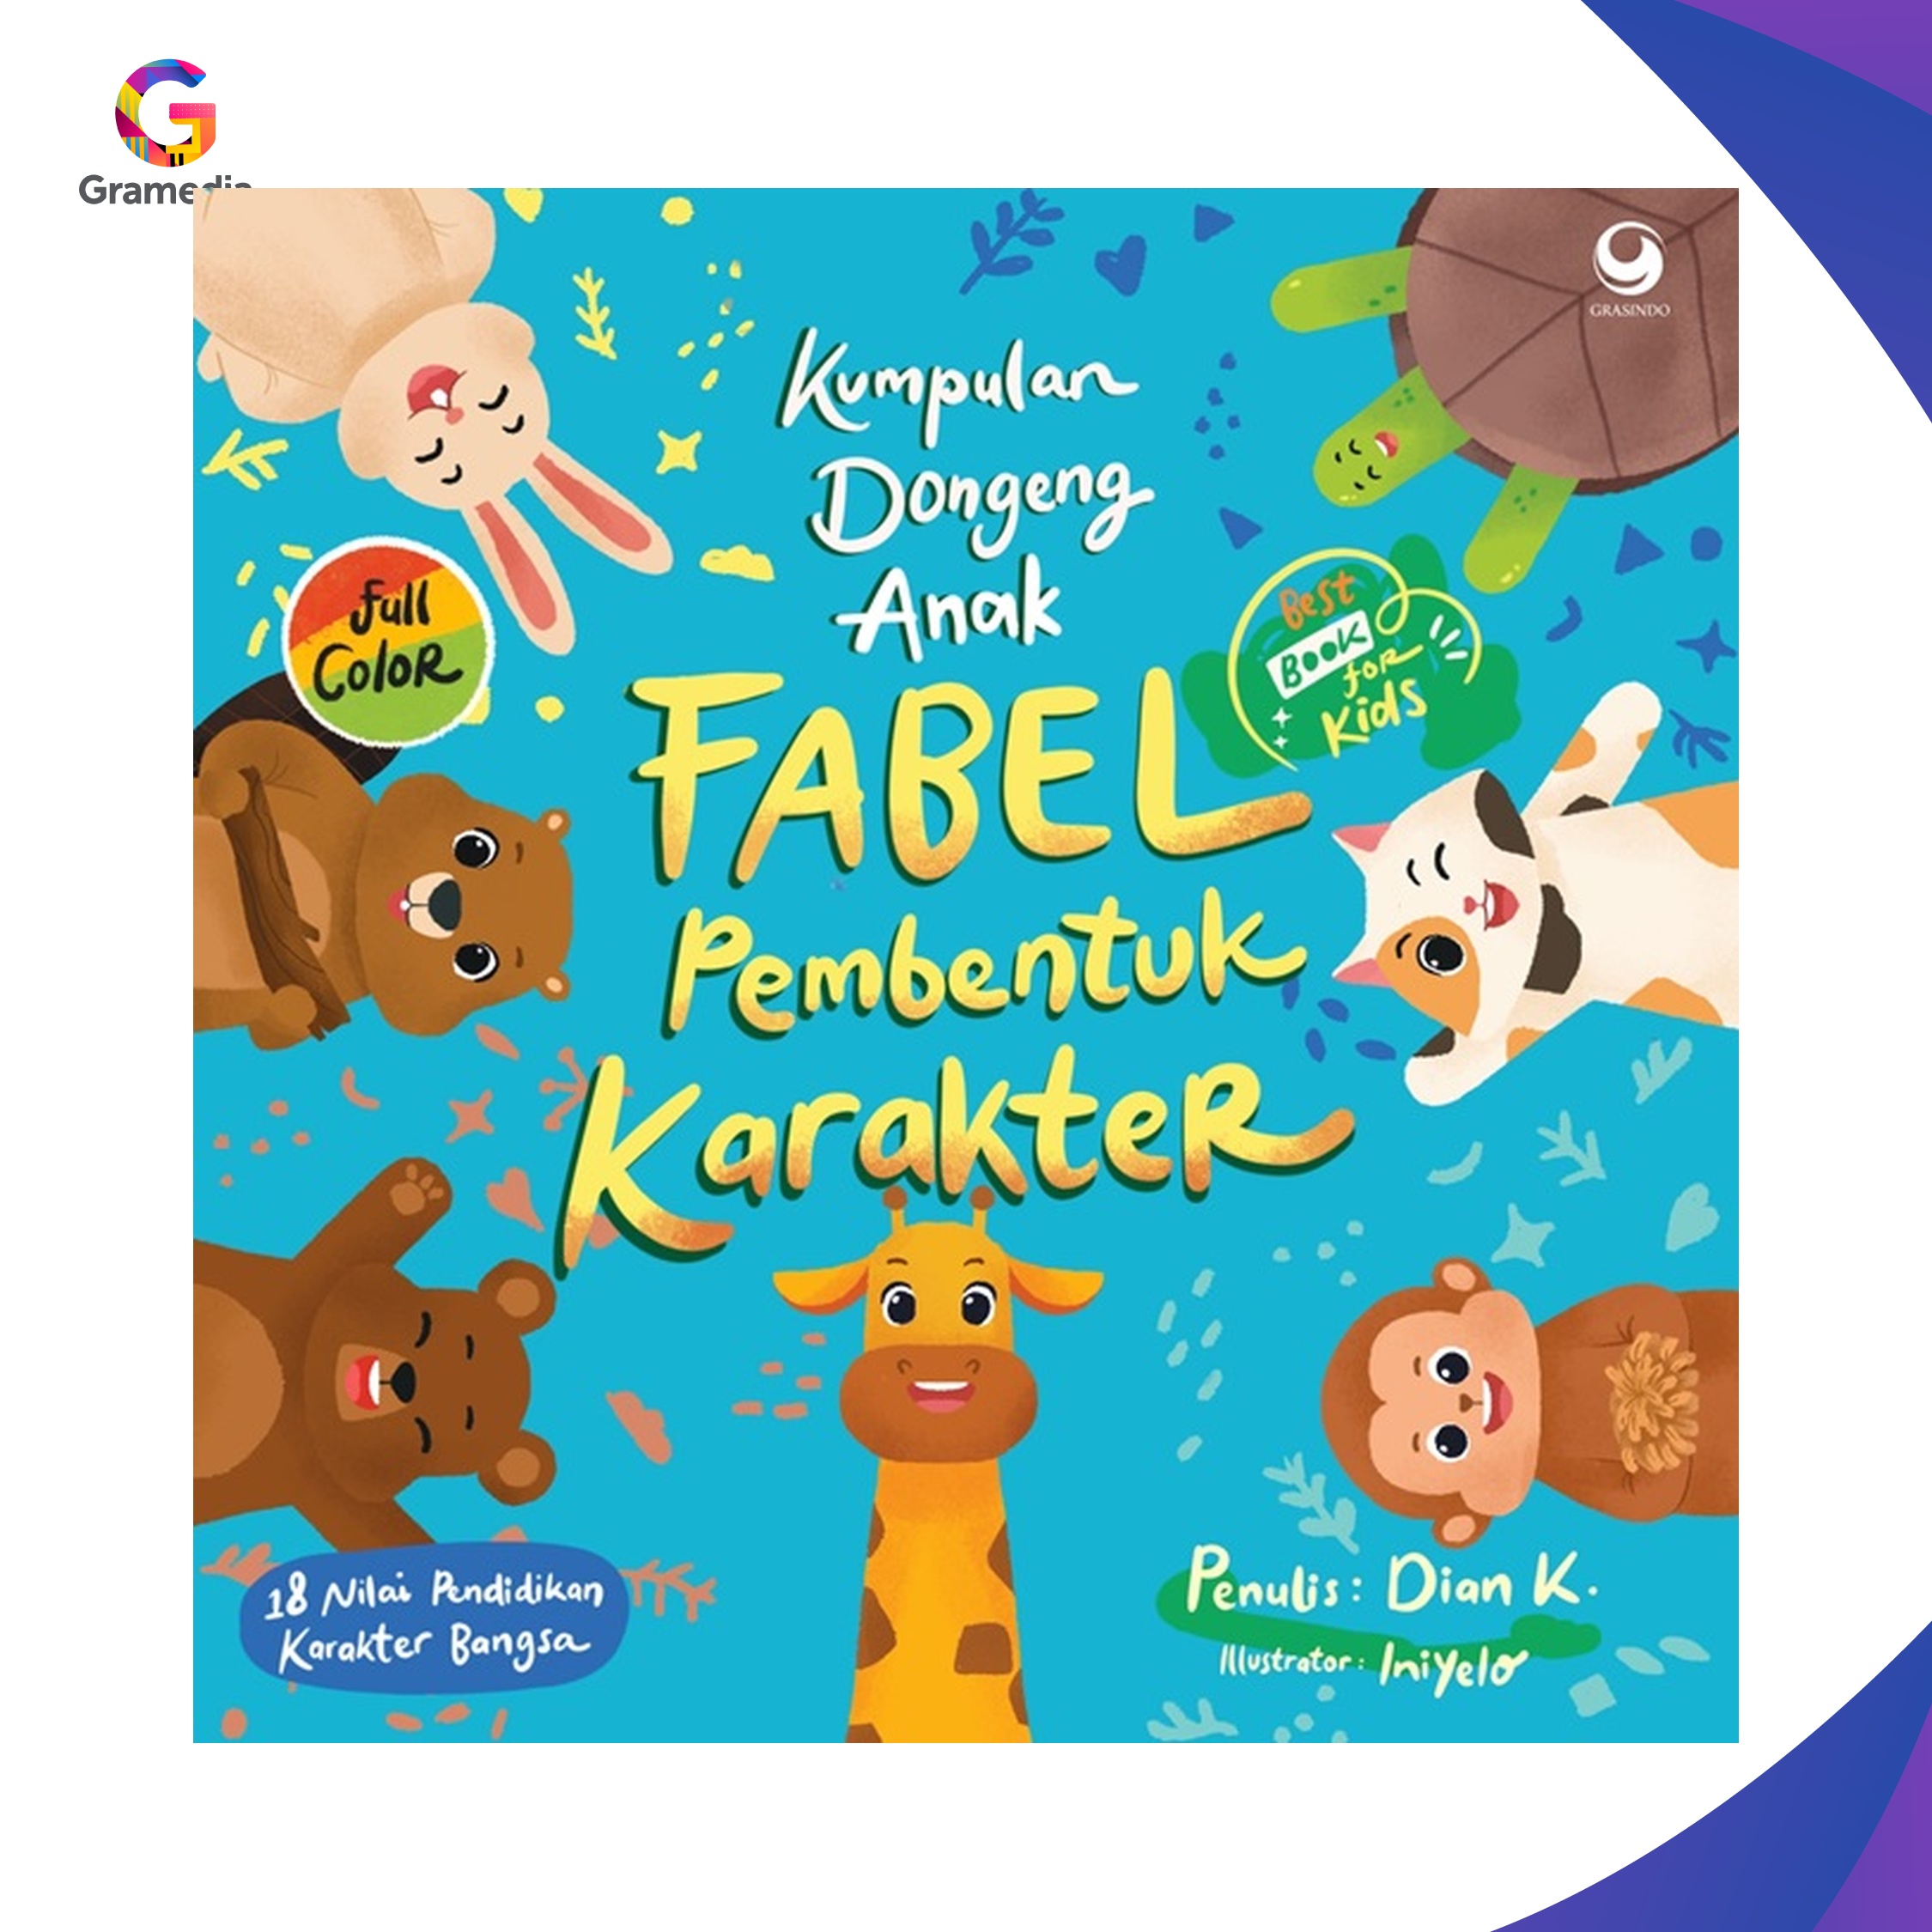 Gramedia
GRASINDO
Kumpulan
Dongeng
Anak
FABEL
Pembentuk
Karakter
full
Color
Best
Book
for
Kids
18 Nilai Pendidikan
Karakter Bangsa
Penulis: Dian K.
Illustrator: IniYelo